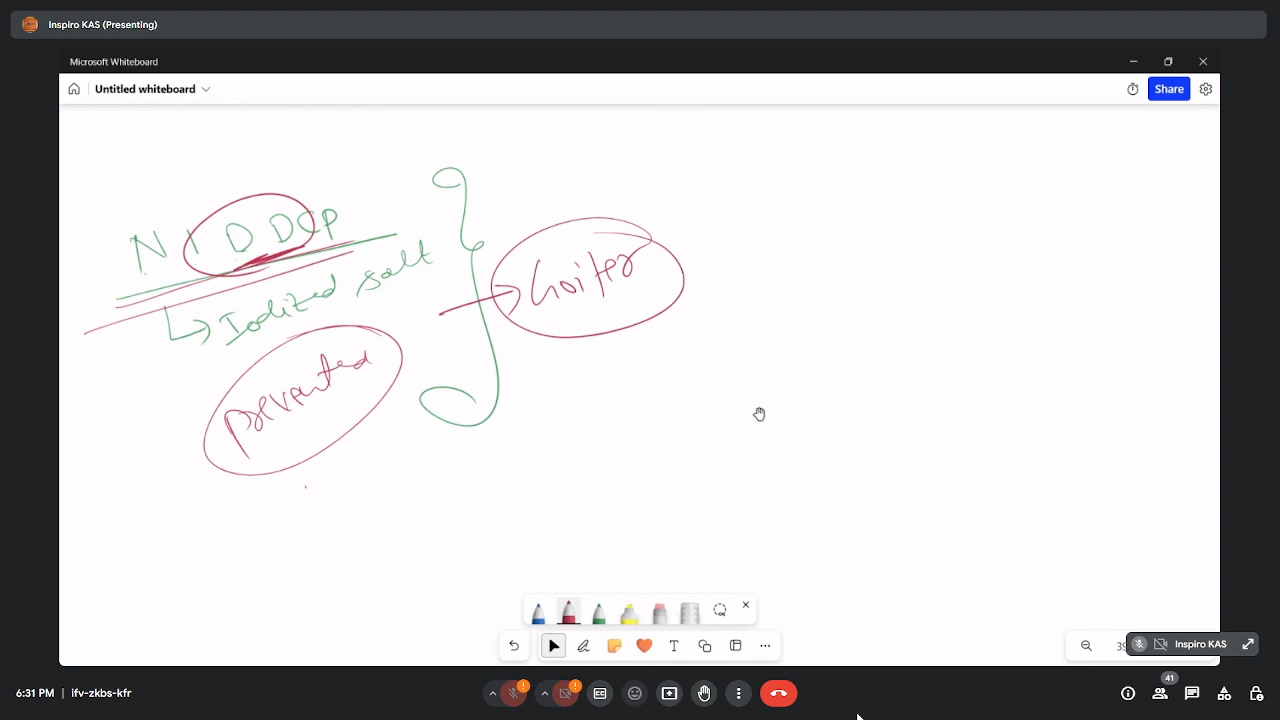 Inspiro KAS (Presenting)
Microsoft Whiteboard
Untitled whiteboard
Share
NIDDCP
Iodized salt
Goiter
prevented
Inspiro KAS
41
6:31 PM | ifv-zkbs-kfr